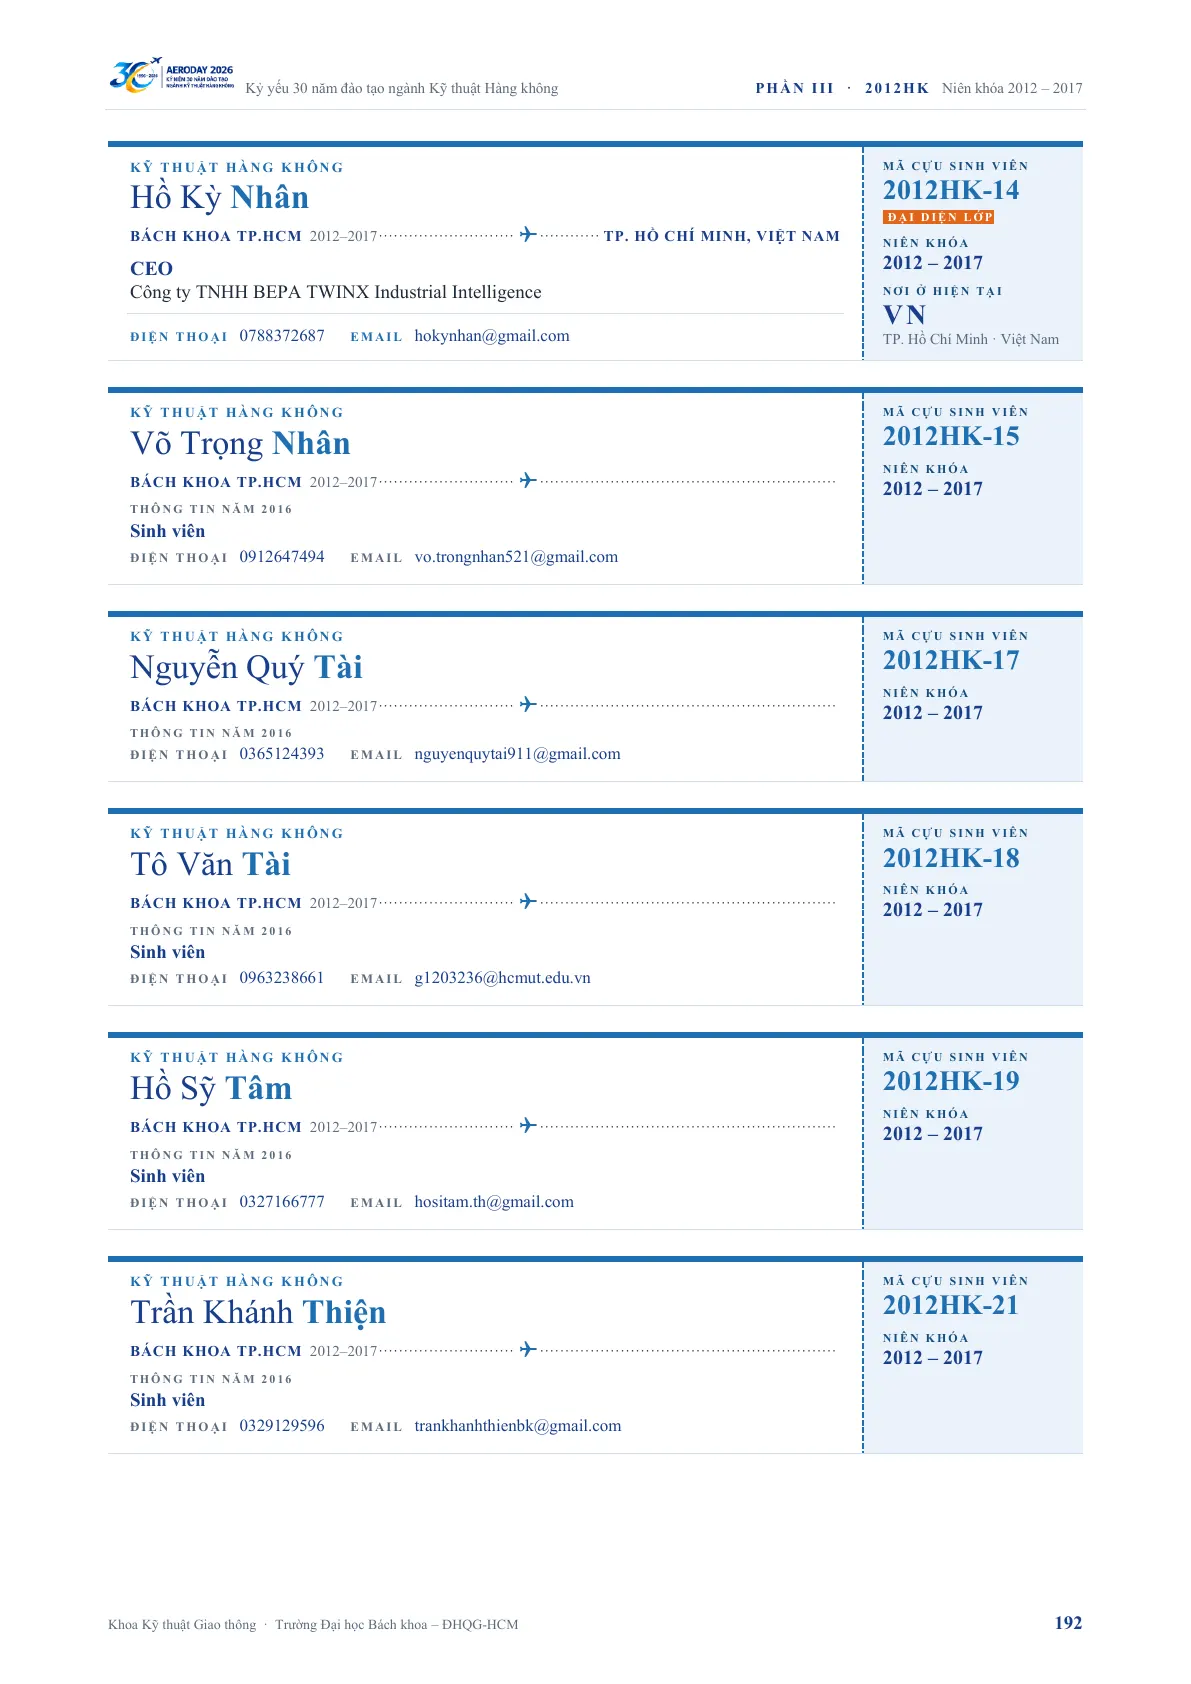 30 1996 - 2026 AERODAY 2026
KỶ NIỆM 30 NĂM ĐÀO TẠO
NGÀNH KỸ THUẬT HÀNG KHÔNG
Kỷ yếu 30 năm đào tạo ngành Kỹ thuật Hàng không
PHẦN III · 2012HK Niên khóa 2012 – 2017
KỸ THUẬT HÀNG KHÔNG
Hồ Kỳ Nhân
BÁCH KHOA TP.HCM 2012–2017 TP. HỒ CHÍ MINH, VIỆT NAM
CEO
Công ty TNHH BEPA TWINX Industrial Intelligence
ĐIỆN THOẠI 0788372687 EMAIL hokynhan@gmail.com
MÃ CỰU SINH VIÊN
2012HK-14
ĐẠI DIỆN LỚP
NIÊN KHÓA
2012 – 2017
NƠI Ở HIỆN TẠI
VN
TP. Hồ Chí Minh · Việt Nam
KỸ THUẬT HÀNG KHÔNG
Võ Trọng Nhân
BÁCH KHOA TP.HCM 2012–2017
THÔNG TIN NĂM 2016
Sinh viên
ĐIỆN THOẠI 0912647494 EMAIL vo.trongnhan521@gmail.com
MÃ CỰU SINH VIÊN
2012HK-15
NIÊN KHÓA
2012 – 2017
KỸ THUẬT HÀNG KHÔNG
Nguyễn Quý Tài
BÁCH KHOA TP.HCM 2012–2017
THÔNG TIN NĂM 2016
ĐIỆN THOẠI 0365124393 EMAIL nguyenquytai911@gmail.com
MÃ CỰU SINH VIÊN
2012HK-17
NIÊN KHÓA
2012 – 2017
KỸ THUẬT HÀNG KHÔNG
Tô Văn Tài
BÁCH KHOA TP.HCM 2012–2017
THÔNG TIN NĂM 2016
Sinh viên
ĐIỆN THOẠI 0963238661 EMAIL g1203236@hcmut.edu.vn
MÃ CỰU SINH VIÊN
2012HK-18
NIÊN KHÓA
2012 – 2017
KỸ THUẬT HÀNG KHÔNG
Hồ Sỹ Tâm
BÁCH KHOA TP.HCM 2012–2017
THÔNG TIN NĂM 2016
Sinh viên
ĐIỆN THOẠI 0327166777 EMAIL hositam.th@gmail.com
MÃ CỰU SINH VIÊN
2012HK-19
NIÊN KHÓA
2012 – 2017
KỸ THUẬT HÀNG KHÔNG
Trần Khánh Thiện
BÁCH KHOA TP.HCM 2012–2017
THÔNG TIN NĂM 2016
Sinh viên
ĐIỆN THOẠI 0329129596 EMAIL trankhanhthienbk@gmail.com
MÃ CỰU SINH VIÊN
2012HK-21
NIÊN KHÓA
2012 – 2017
Khoa Kỹ thuật Giao thông · Trường Đại học Bách khoa – ĐHQG-HCM
192